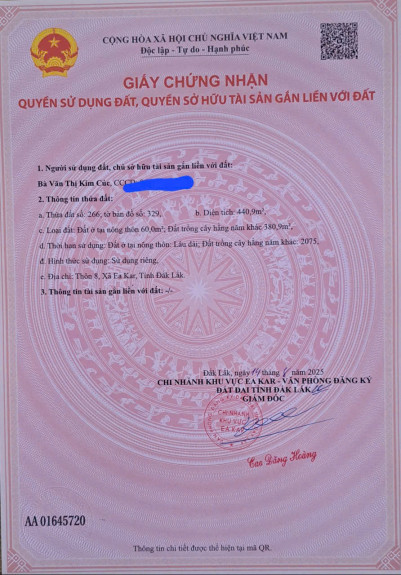 CỘNG HÒA XÃ HỘI CHỦ NGHĨA VIỆT NAM
Độc lập - Tự do - Hạnh phúc
GIẤY CHỨNG NHẬN
QUYỀN SỬ DỤNG ĐẤT, QUYỀN SỞ HỮU TÀI SẢN GẮN LIỀN VỚI ĐẤT
1. Người sử dụng đất, chủ sở hữu tài sản gắn liền với đất:
Bà Văn Thị Kim Cúc, CCCD
2. Thông tin thửa đất:
a. Thửa đất số: 266, tờ bản đồ số: 329, b. Diện tích: 440,9m²,
c. Loại đất: Đất ở tại nông thôn 60,0m²; Đất trồng cây hằng năm khác 380,9m²,
d. Thời hạn sử dụng: Đất ở tại nông thôn: Lâu dài; Đất trồng cây hằng năm khác: 2075,
đ. Hình thức sử dụng: Sử dụng riêng,
e. Địa chỉ: Thôn 8, Xã Ea Kar, Tỉnh Đắk Lắk.
3. Thông tin tài sản gắn liền với đất: -/-
Đắk Lắk, ngày 14 tháng 8 năm 2025
CHI NHÁNH KHU VỰC EA KAR - VĂN PHÒNG ĐĂNG KÝ
ĐẤT ĐAI TỈNH ĐẮK LẮK
GIÁM ĐỐC
CHI NHÁNH
KHU VỰC
EA KAR
Cao Đăng Hoàng
AA 01645720
Thông tin chi tiết được thể hiện tại mã QR.